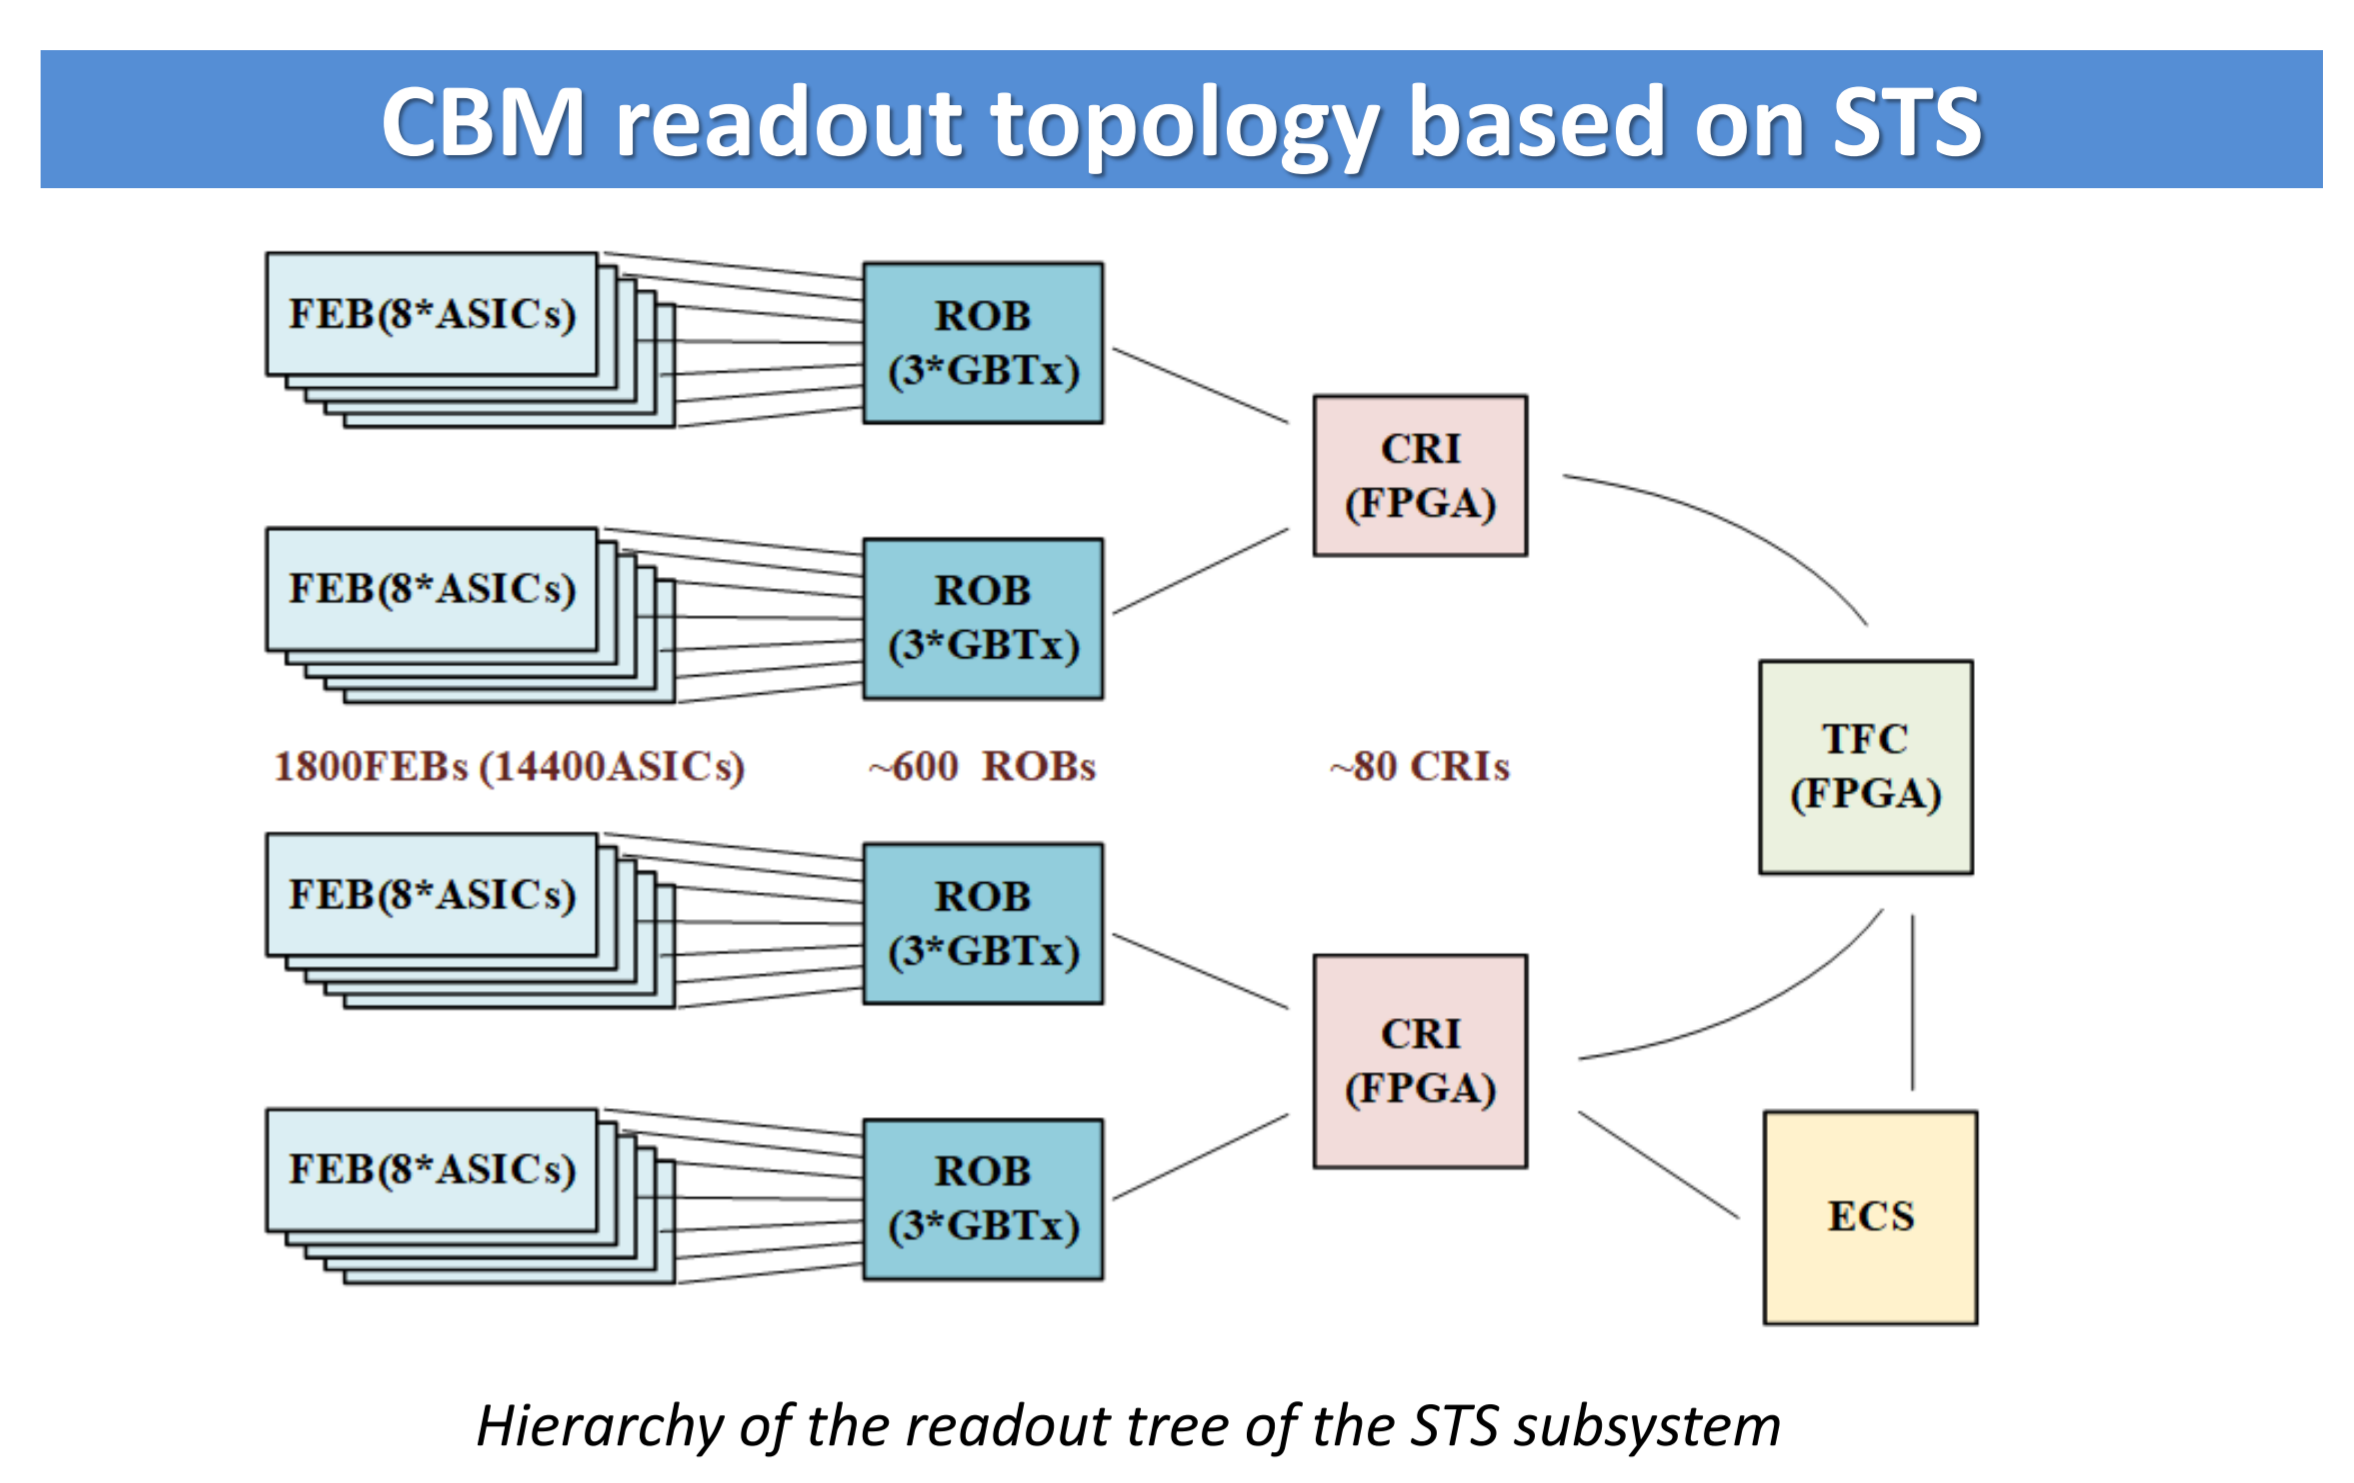 CBM readout topology based on STS
FEB(8*ASICs)
ROB
(3*GBTx)
CRI
(FPGA)
FEB(8*ASICs)
ROB
(3*GBTx)
1800FEBs (14400ASICs)
~600 ROBs
~80 CRIs
TFC
(FPGA)
FEB(8*ASICs)
ROB
(3*GBTx)
CRI
(FPGA)
FEB(8*ASICs)
ROB
(3*GBTx)
ECS
Hierarchy of the readout tree of the STS subsystem